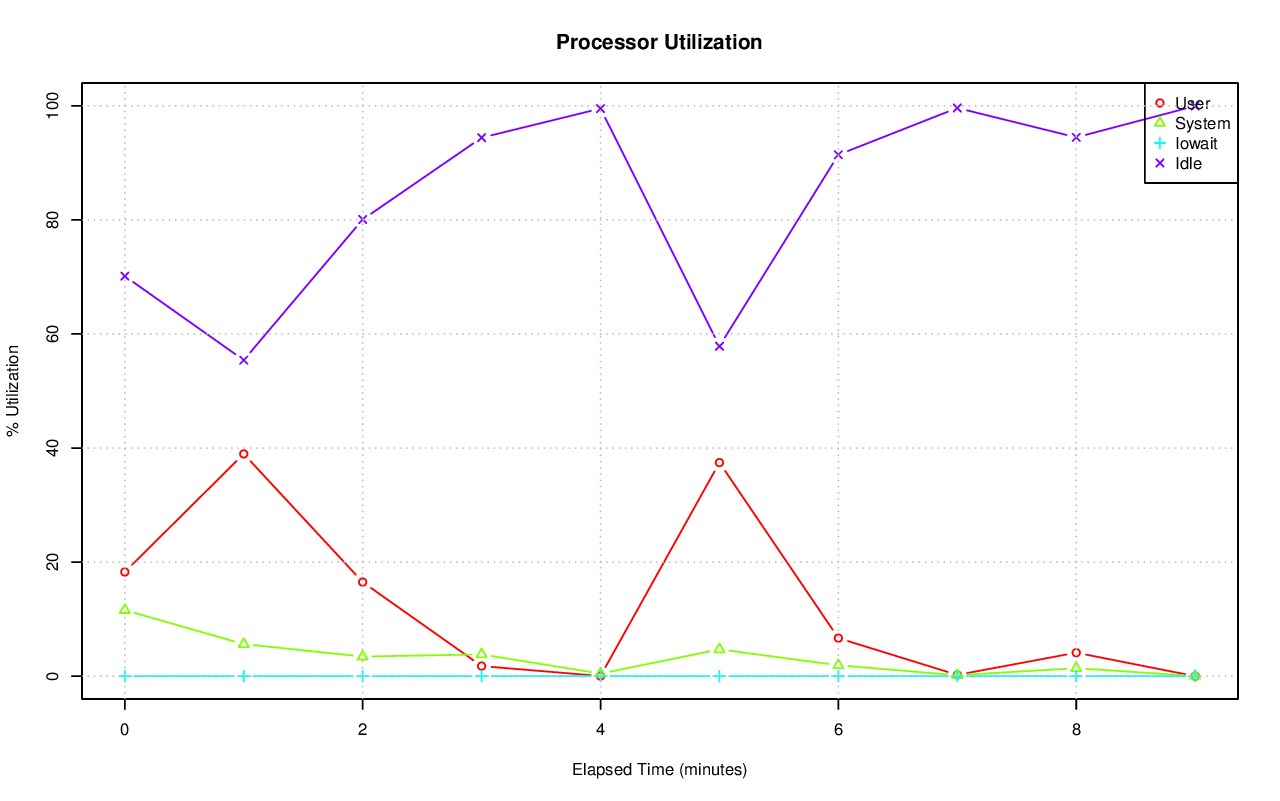 Processor Utilization
User
System
Iowait
Idle
% Utilization
100
80
60
40
20
0
0 2 4 6 8
Elapsed Time (minutes)